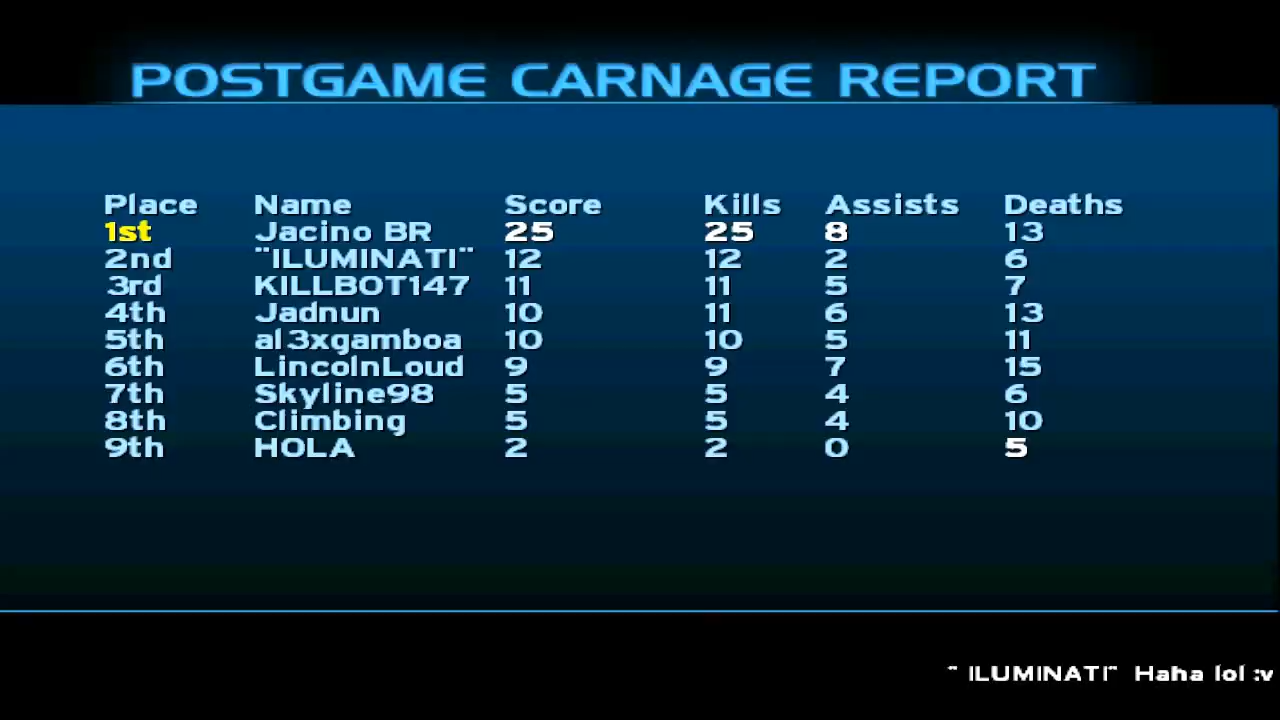 POSTGAME CARNAGE REPORT
Place Name Score Kills Assists Deaths
1st Jacino BR 25 25 8 13
2nd ¨ILUMINATI¨ 12 12 2 6
3rd KILLBOT147 11 11 5 7
4th Jadnun 10 11 6 13
5th al3xgamboa 10 10 5 11
6th LincolnLoud 9 9 7 15
7th Skyline98 5 5 4 6
8th Climbing 5 5 4 10
9th HOLA 2 2 0 5
¨ILUMINATI¨ Haha lol :v